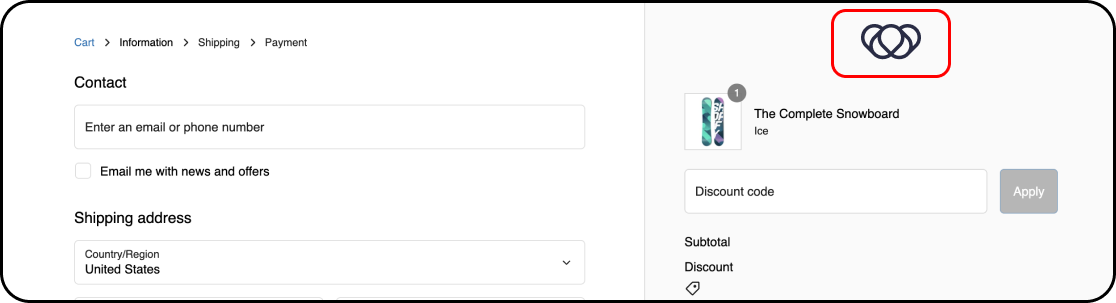 Cart > Information > Shipping > Payment
Contact
Enter an email or phone number
Email me with news and offers
Shipping address
Country/Region
United States
1
The Complete Snowboard
Ice
Discount code
Apply
Subtotal
Discount